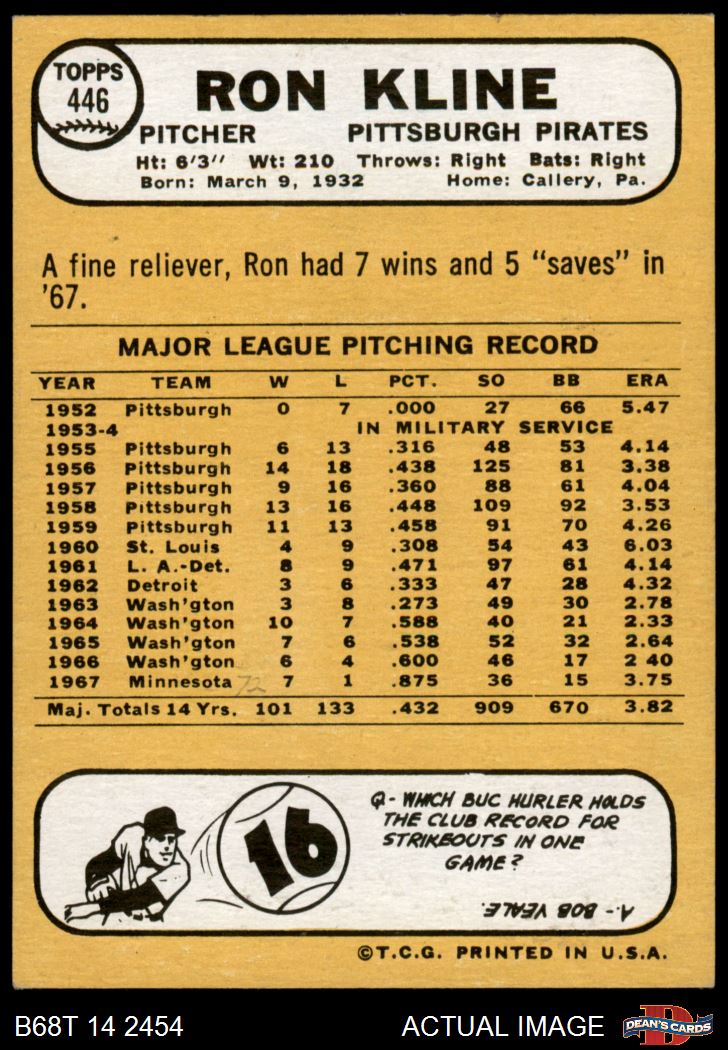 TOPPS
446
RON KLINE
PITCHER PITTSBURGH PIRATES
Ht: 6'3" Wt: 210 Throws: Right Bats: Right
Born: March 9, 1932 Home: Callery, Pa.
A fine reliever, Ron had 7 wins and 5 "saves" in
'67.
MAJOR LEAGUE PITCHING RECORD
YEAR TEAM W L PCT. SO BB ERA
1952 Pittsburgh 0 7 .000 27 66 5.47
1953-4 IN MILITARY SERVICE
1955 Pittsburgh 6 13 .316 48 53 4.14
1956 Pittsburgh 14 18 .438 125 81 3.38
1957 Pittsburgh 9 16 .360 88 61 4.04
1958 Pittsburgh 13 16 .448 109 92 3.53
1959 Pittsburgh 11 13 .458 91 70 4.26
1960 St. Louis 4 9 .308 54 43 6.03
1961 L. A.-Det. 8 9 .471 97 61 4.14
1962 Detroit 3 6 .333 47 28 4.32
1963 Wash'gton 3 8 .273 49 30 2.78
1964 Wash'gton 10 7 .588 40 21 2.33
1965 Wash'gton 7 6 .538 52 32 2.64
1966 Wash'gton 6 4 .600 46 17 2 40
1967 Minnesota 72 7 1 .875 36 15 3.75
Maj. Totals 14 Yrs. 101 133 .432 909 670 3.82
16
Q- WHICH BUC HURLER HOLDS
THE CLUB RECORD FOR
STRIKEOUTS IN ONE
GAME?
A.- BOB VEALE.
©T.C.G. PRINTED IN U.S.A.
B68T 14 2454 ACTUAL IMAGE D DEAN'S CARDS